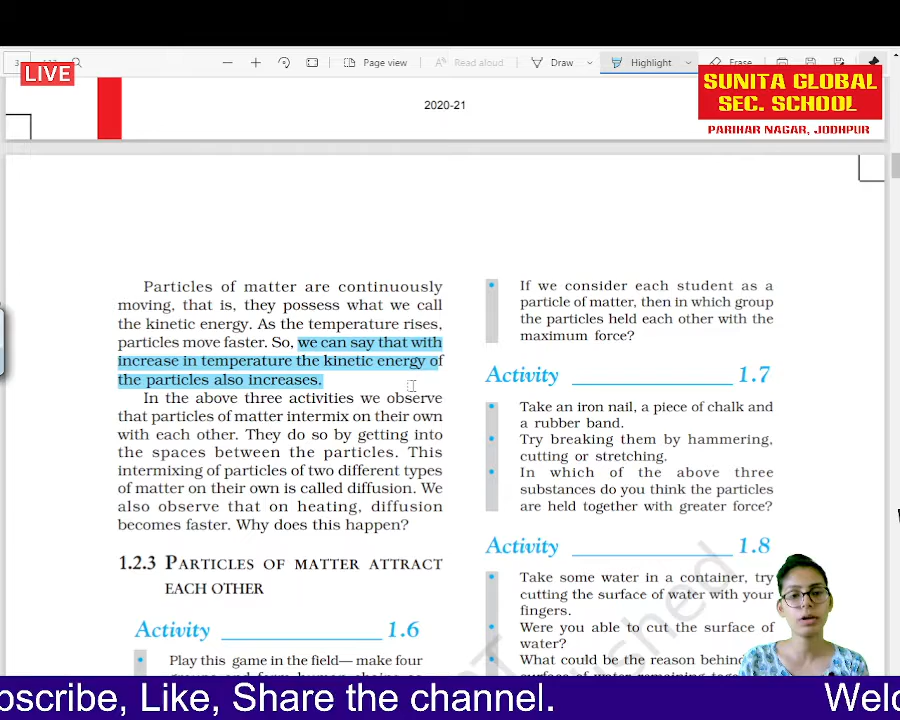 LIVE
3
Page view
Read aloud
Draw
Highlight
Erase
SUNITA GLOBAL
SEC. SCHOOL
PARIHAR NAGAR, JODHPUR
2020-21
Particles of matter are continuously
moving, that is, they possess what we call
the kinetic energy. As the temperature rises,
particles move faster. So, we can say that with
increase in temperature the kinetic energy of
the particles also increases.
In the above three activities we observe
that particles of matter intermix on their own
with each other. They do so by getting into
the spaces between the particles. This
intermixing of particles of two different types
of matter on their own is called diffusion. We
also observe that on heating, diffusion
becomes faster. Why does this happen?
1.2.3 PARTICLES OF MATTER ATTRACT
EACH OTHER
Activity ______________ 1.6
• Play this game in the field— make four
• If we consider each student as a
particle of matter, then in which group
the particles held each other with the
maximum force?
Activity ______________ 1.7
• Take an iron nail, a piece of chalk and
a rubber band.
• Try breaking them by hammering,
cutting or stretching.
• In which of the above three
substances do you think the particles
are held together with greater force?
Activity ______________ 1.8
• Take some water in a container, try
cutting the surface of water with your
fingers.
• Were you able to cut the surface of
water?
• What could be the reason behind
surface of water remaining
bscribe, Like, Share the channel.
Welc